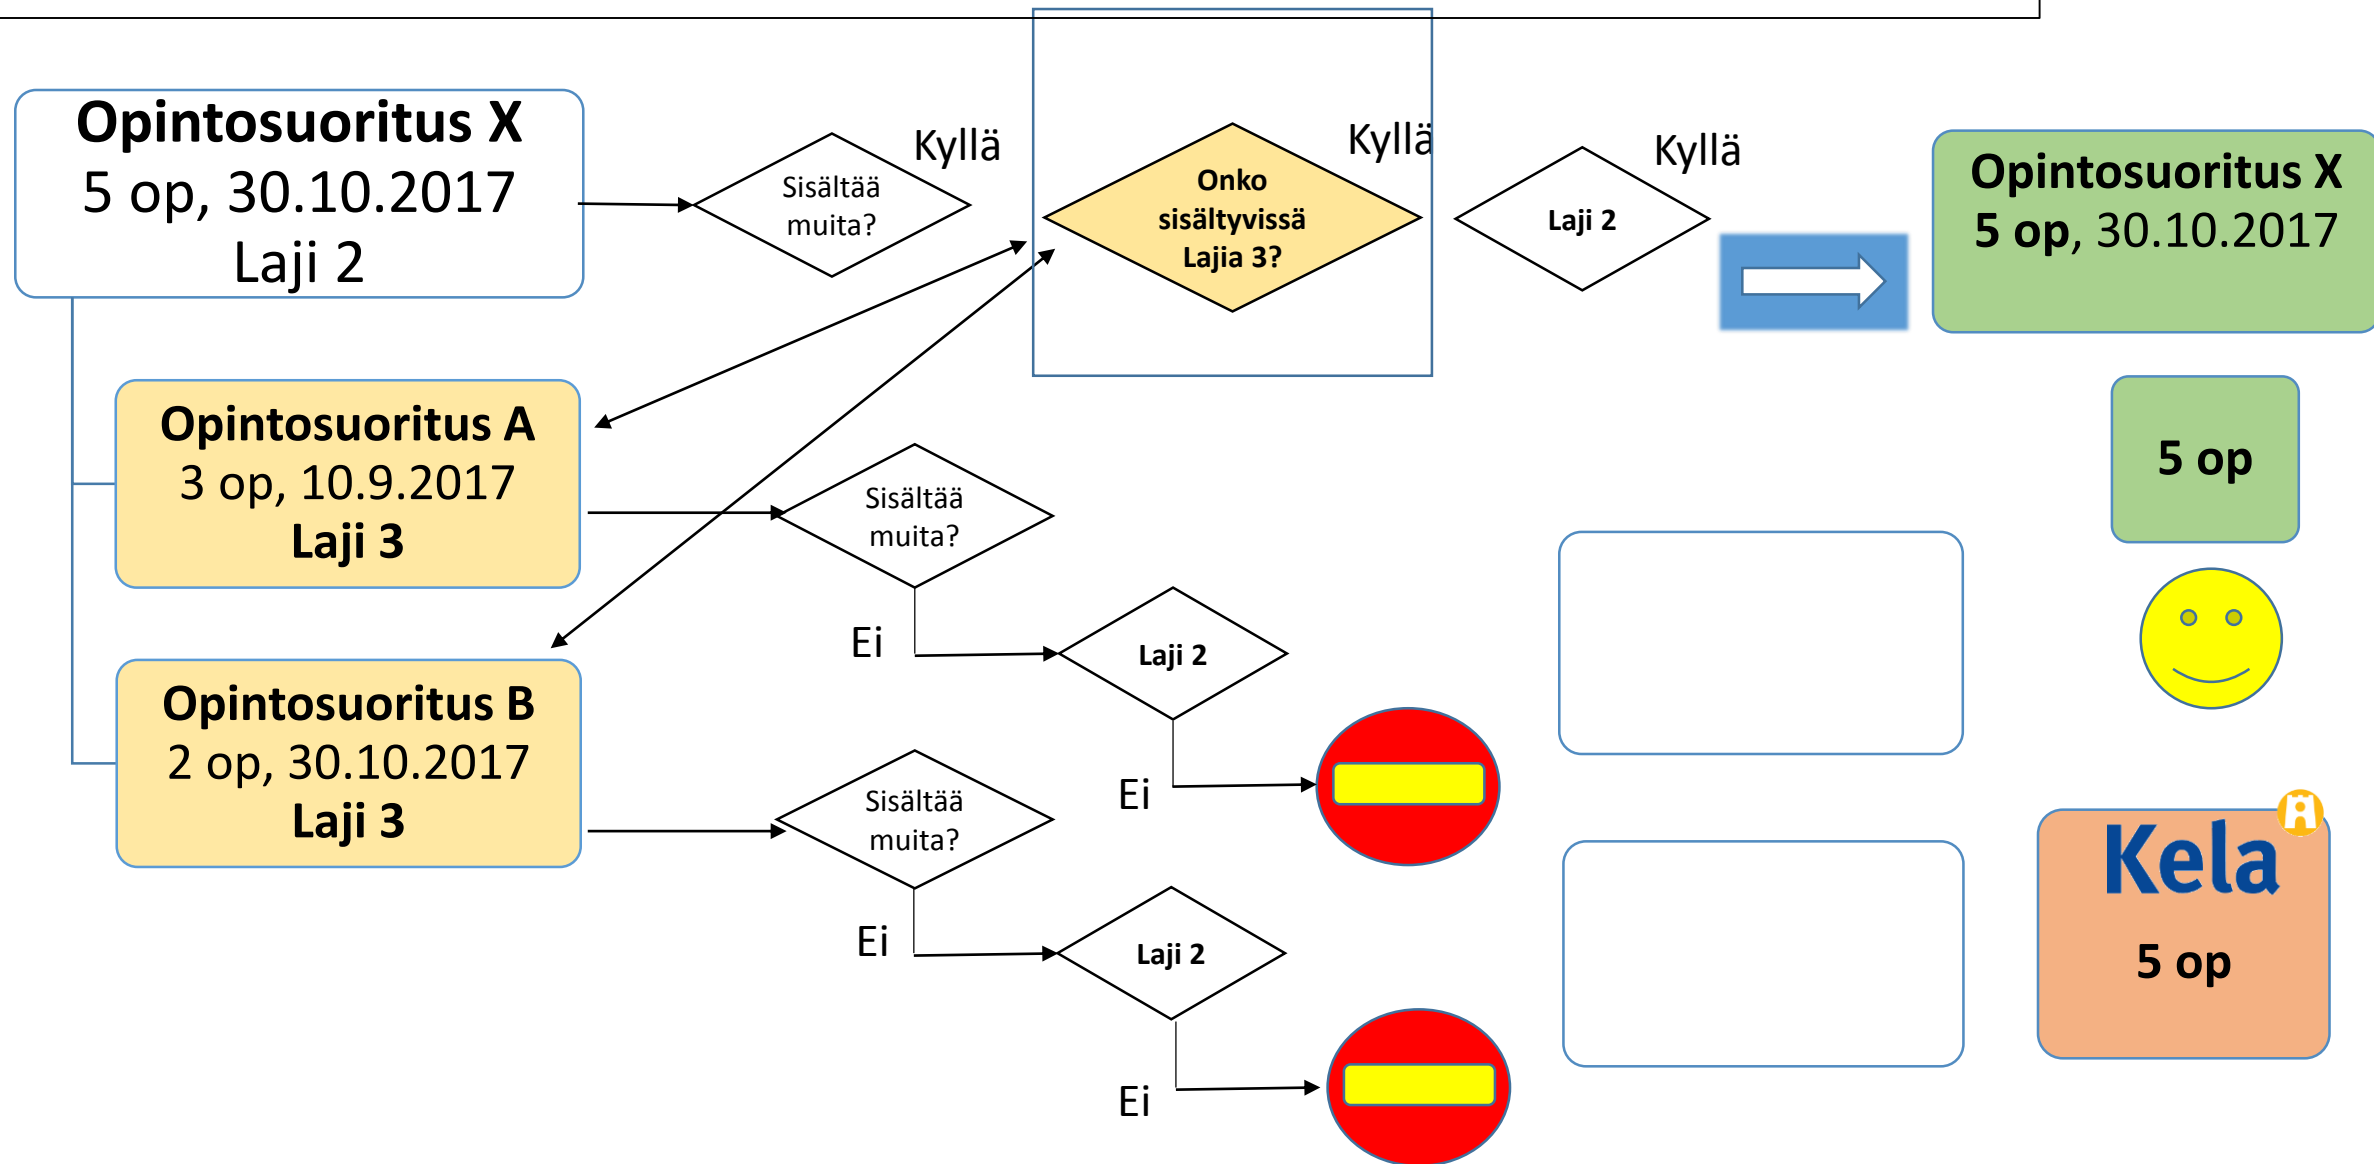 Opintosuoritus X
5 op, 30.10.2017
Laji 2
Sisältää
muita?
Kyllä
Onko
sisältyvissä
Lajia 3?
Kyllä
Laji 2
Kyllä
Opintosuoritus X
5 op, 30.10.2017
Opintosuoritus A
3 op, 10.9.2017
Laji 3
Sisältää
muita?
Ei
Laji 2
Ei
5 op
Opintosuoritus B
2 op, 30.10.2017
Laji 3
Sisältää
muita?
Ei
Laji 2
Ei
Kela
5 op